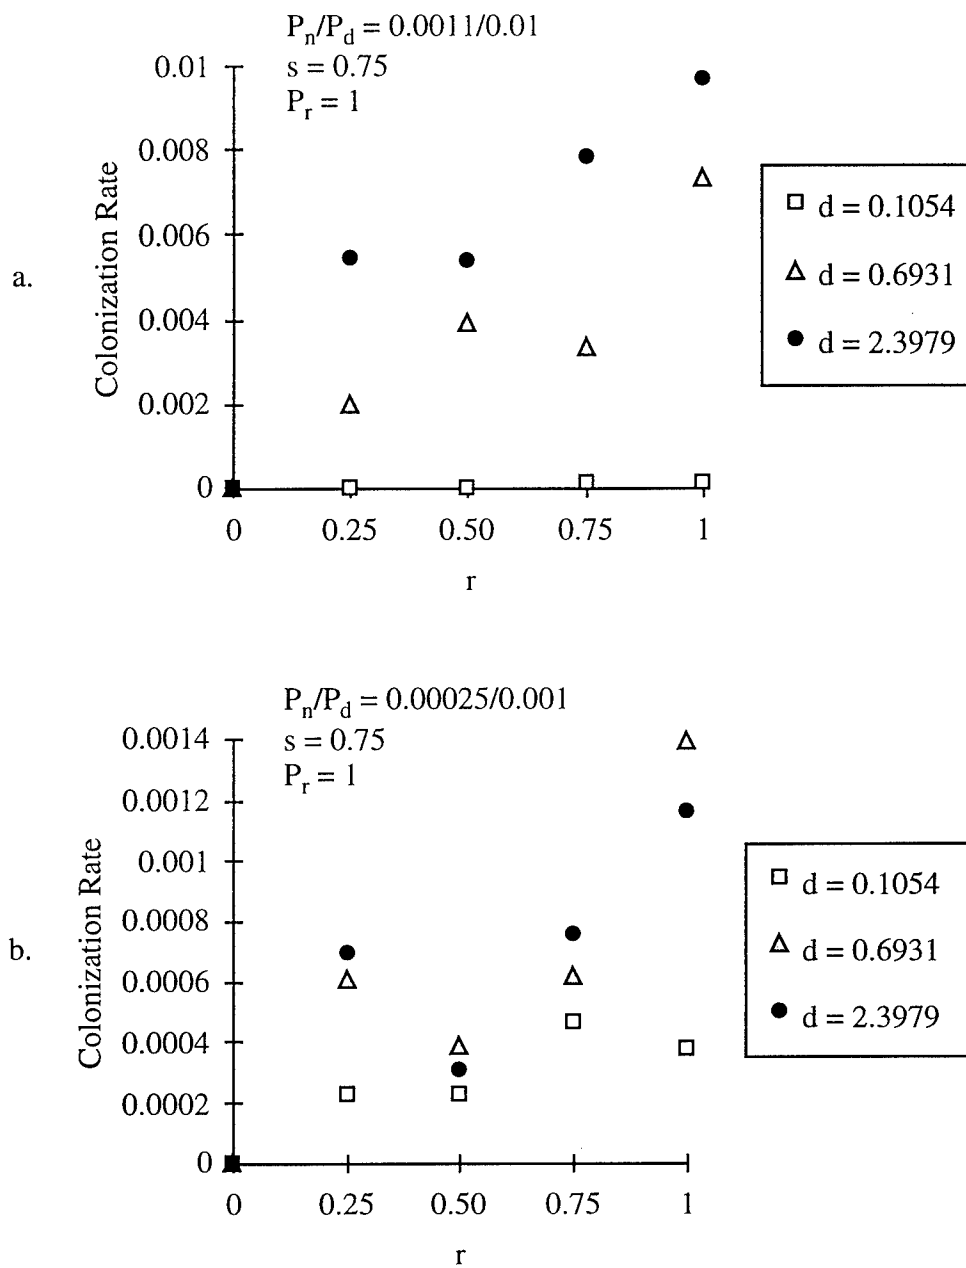 P_n/P_d = 0.0011/0.01
s = 0.75
P_r = 1
0.01
0.008
0.006
0.004
0.002
0
Colonization Rate
a.
0 0.25 0.50 0.75 1
r
d = 0.1054
d = 0.6931
d = 2.3979
P_n/P_d = 0.00025/0.001
s = 0.75
P_r = 1
0.0014
0.0012
0.001
0.0008
0.0006
0.0004
0.0002
0
Colonization Rate
b.
0 0.25 0.50 0.75 1
r
d = 0.1054
d = 0.6931
d = 2.3979